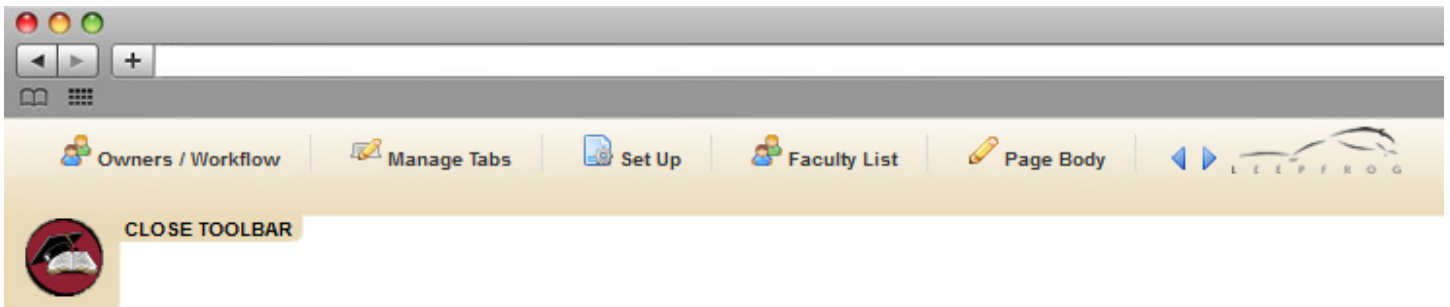 Owners / Workflow Manage Tabs Set Up Faculty List Page Body LEEPFROG
CLOSE TOOLBAR